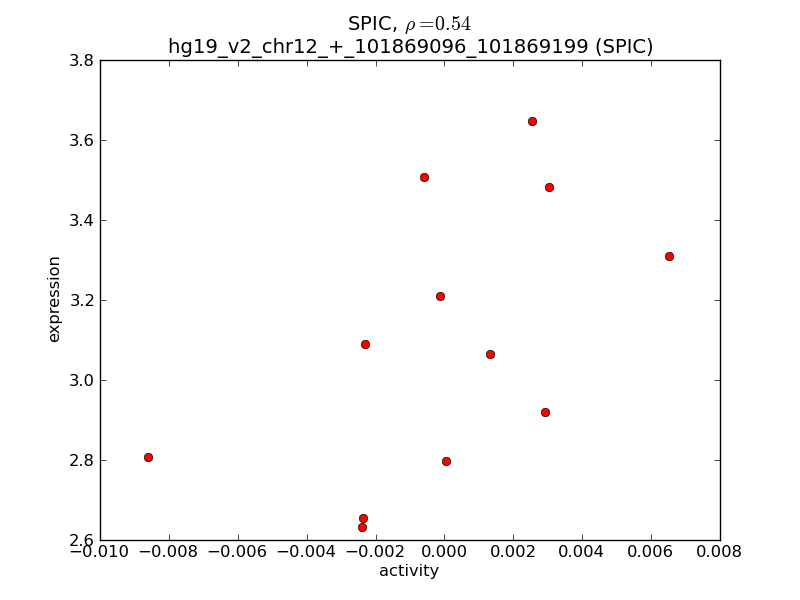 SPIC, ρ=0.54
hg19_v2_chr12_+_101869096_101869199 (SPIC)
3.8
3.6
3.4
3.2
3.0
2.8
2.6
expression
−0.010 −0.008 −0.006 −0.004 −0.002 0.000 0.002 0.004 0.006 0.008
activity